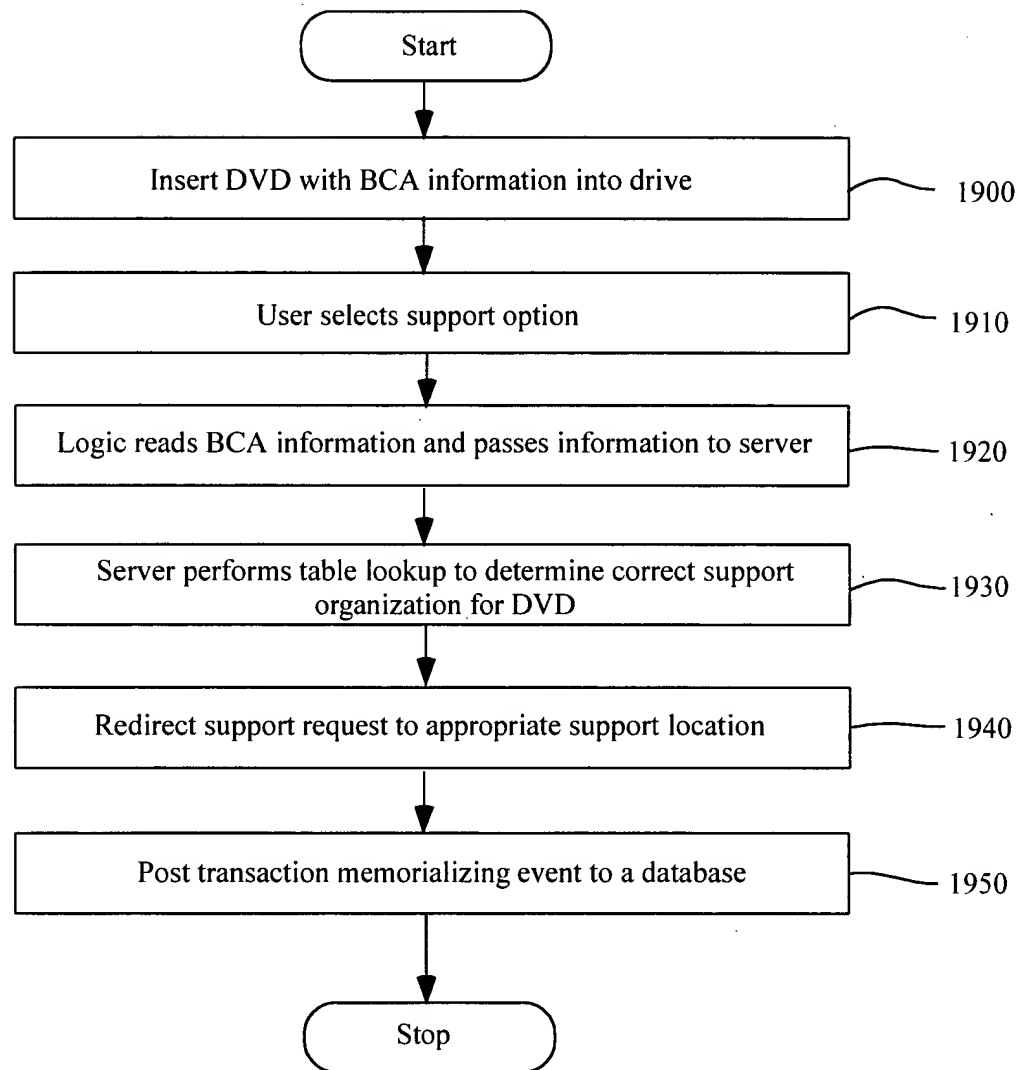 Start
Insert DVD with BCA information into drive
1900
User selects support option
1910
Logic reads BCA information and passes information to server
1920
Server performs table lookup to determine correct support
organization for DVD
1930
Redirect support request to appropriate support location
1940
Post transaction memorializing event to a database
1950
Stop